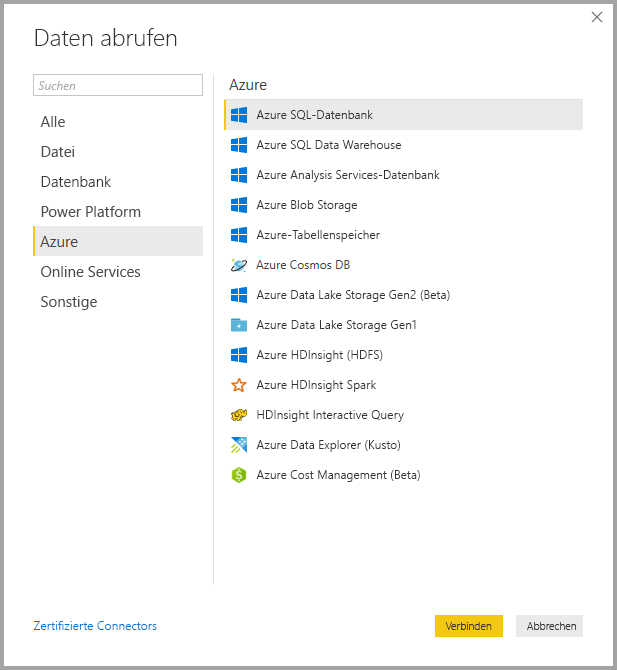 Daten abrufen
Suchen
Alle
Datei
Datenbank
Power Platform
Azure
Online Services
Sonstige
Azure
Azure SQL-Datenbank
Azure SQL Data Warehouse
Azure Analysis Services-Datenbank
Azure Blob Storage
Azure-Tabellenspeicher
Azure Cosmos DB
Azure Data Lake Storage Gen2 (Beta)
Azure Data Lake Storage Gen1
Azure HDInsight (HDFS)
Azure HDInsight Spark
HDInsight Interactive Query
Azure Data Explorer (Kusto)
Azure Cost Management (Beta)
Zertifizierte Connectors
Verbinden
Abbrechen